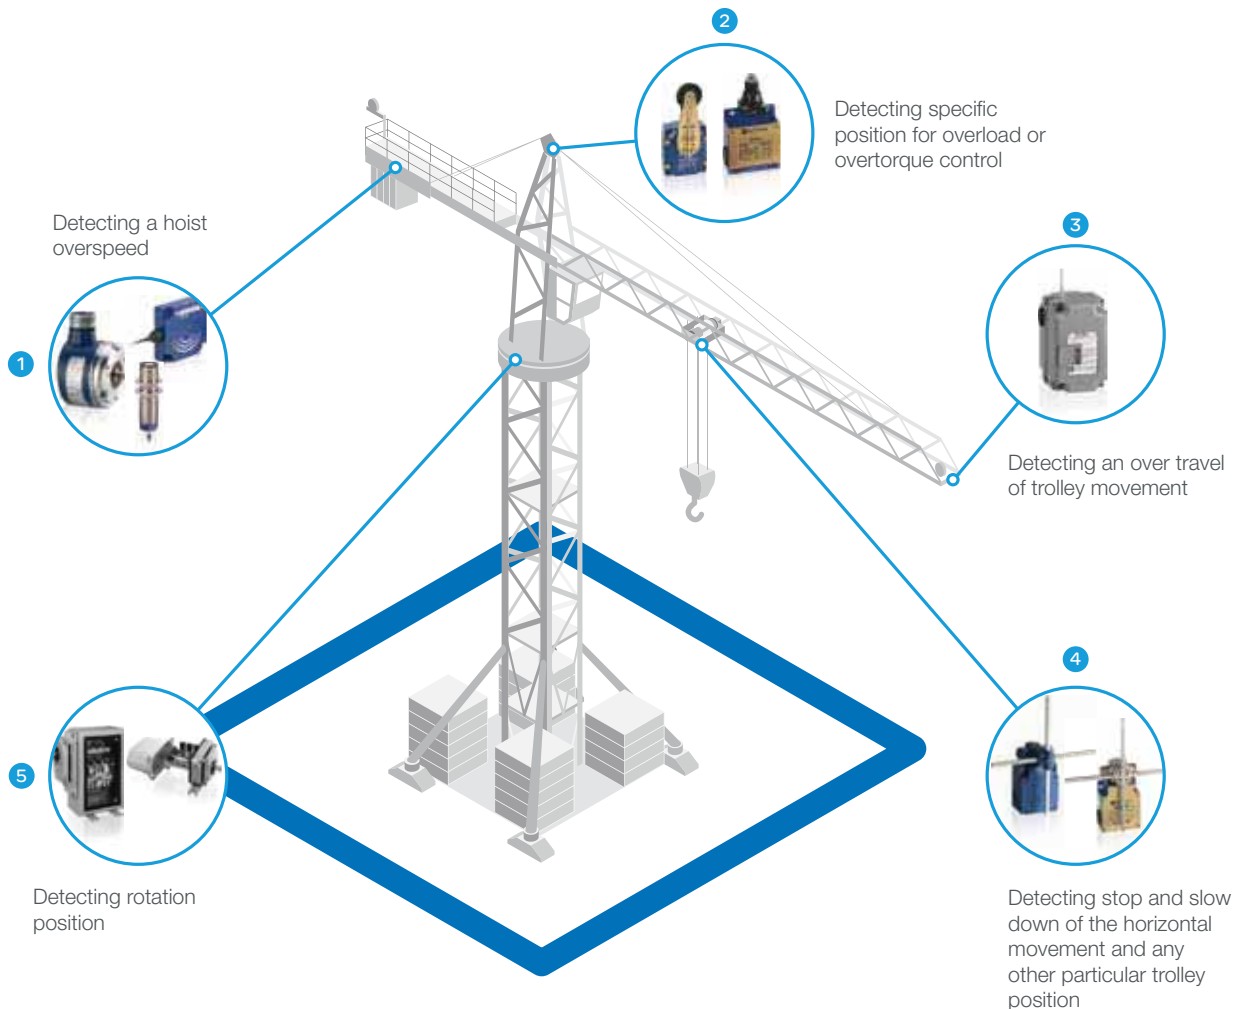 2
Detecting specific
position for overload or
overtorque control
Detecting a hoist
overspeed
3
1
Detecting an over travel
of trolley movement
4
5
Detecting rotation
position
Detecting stop and slow
down of the horizontal
movement and any
other particular trolley
position